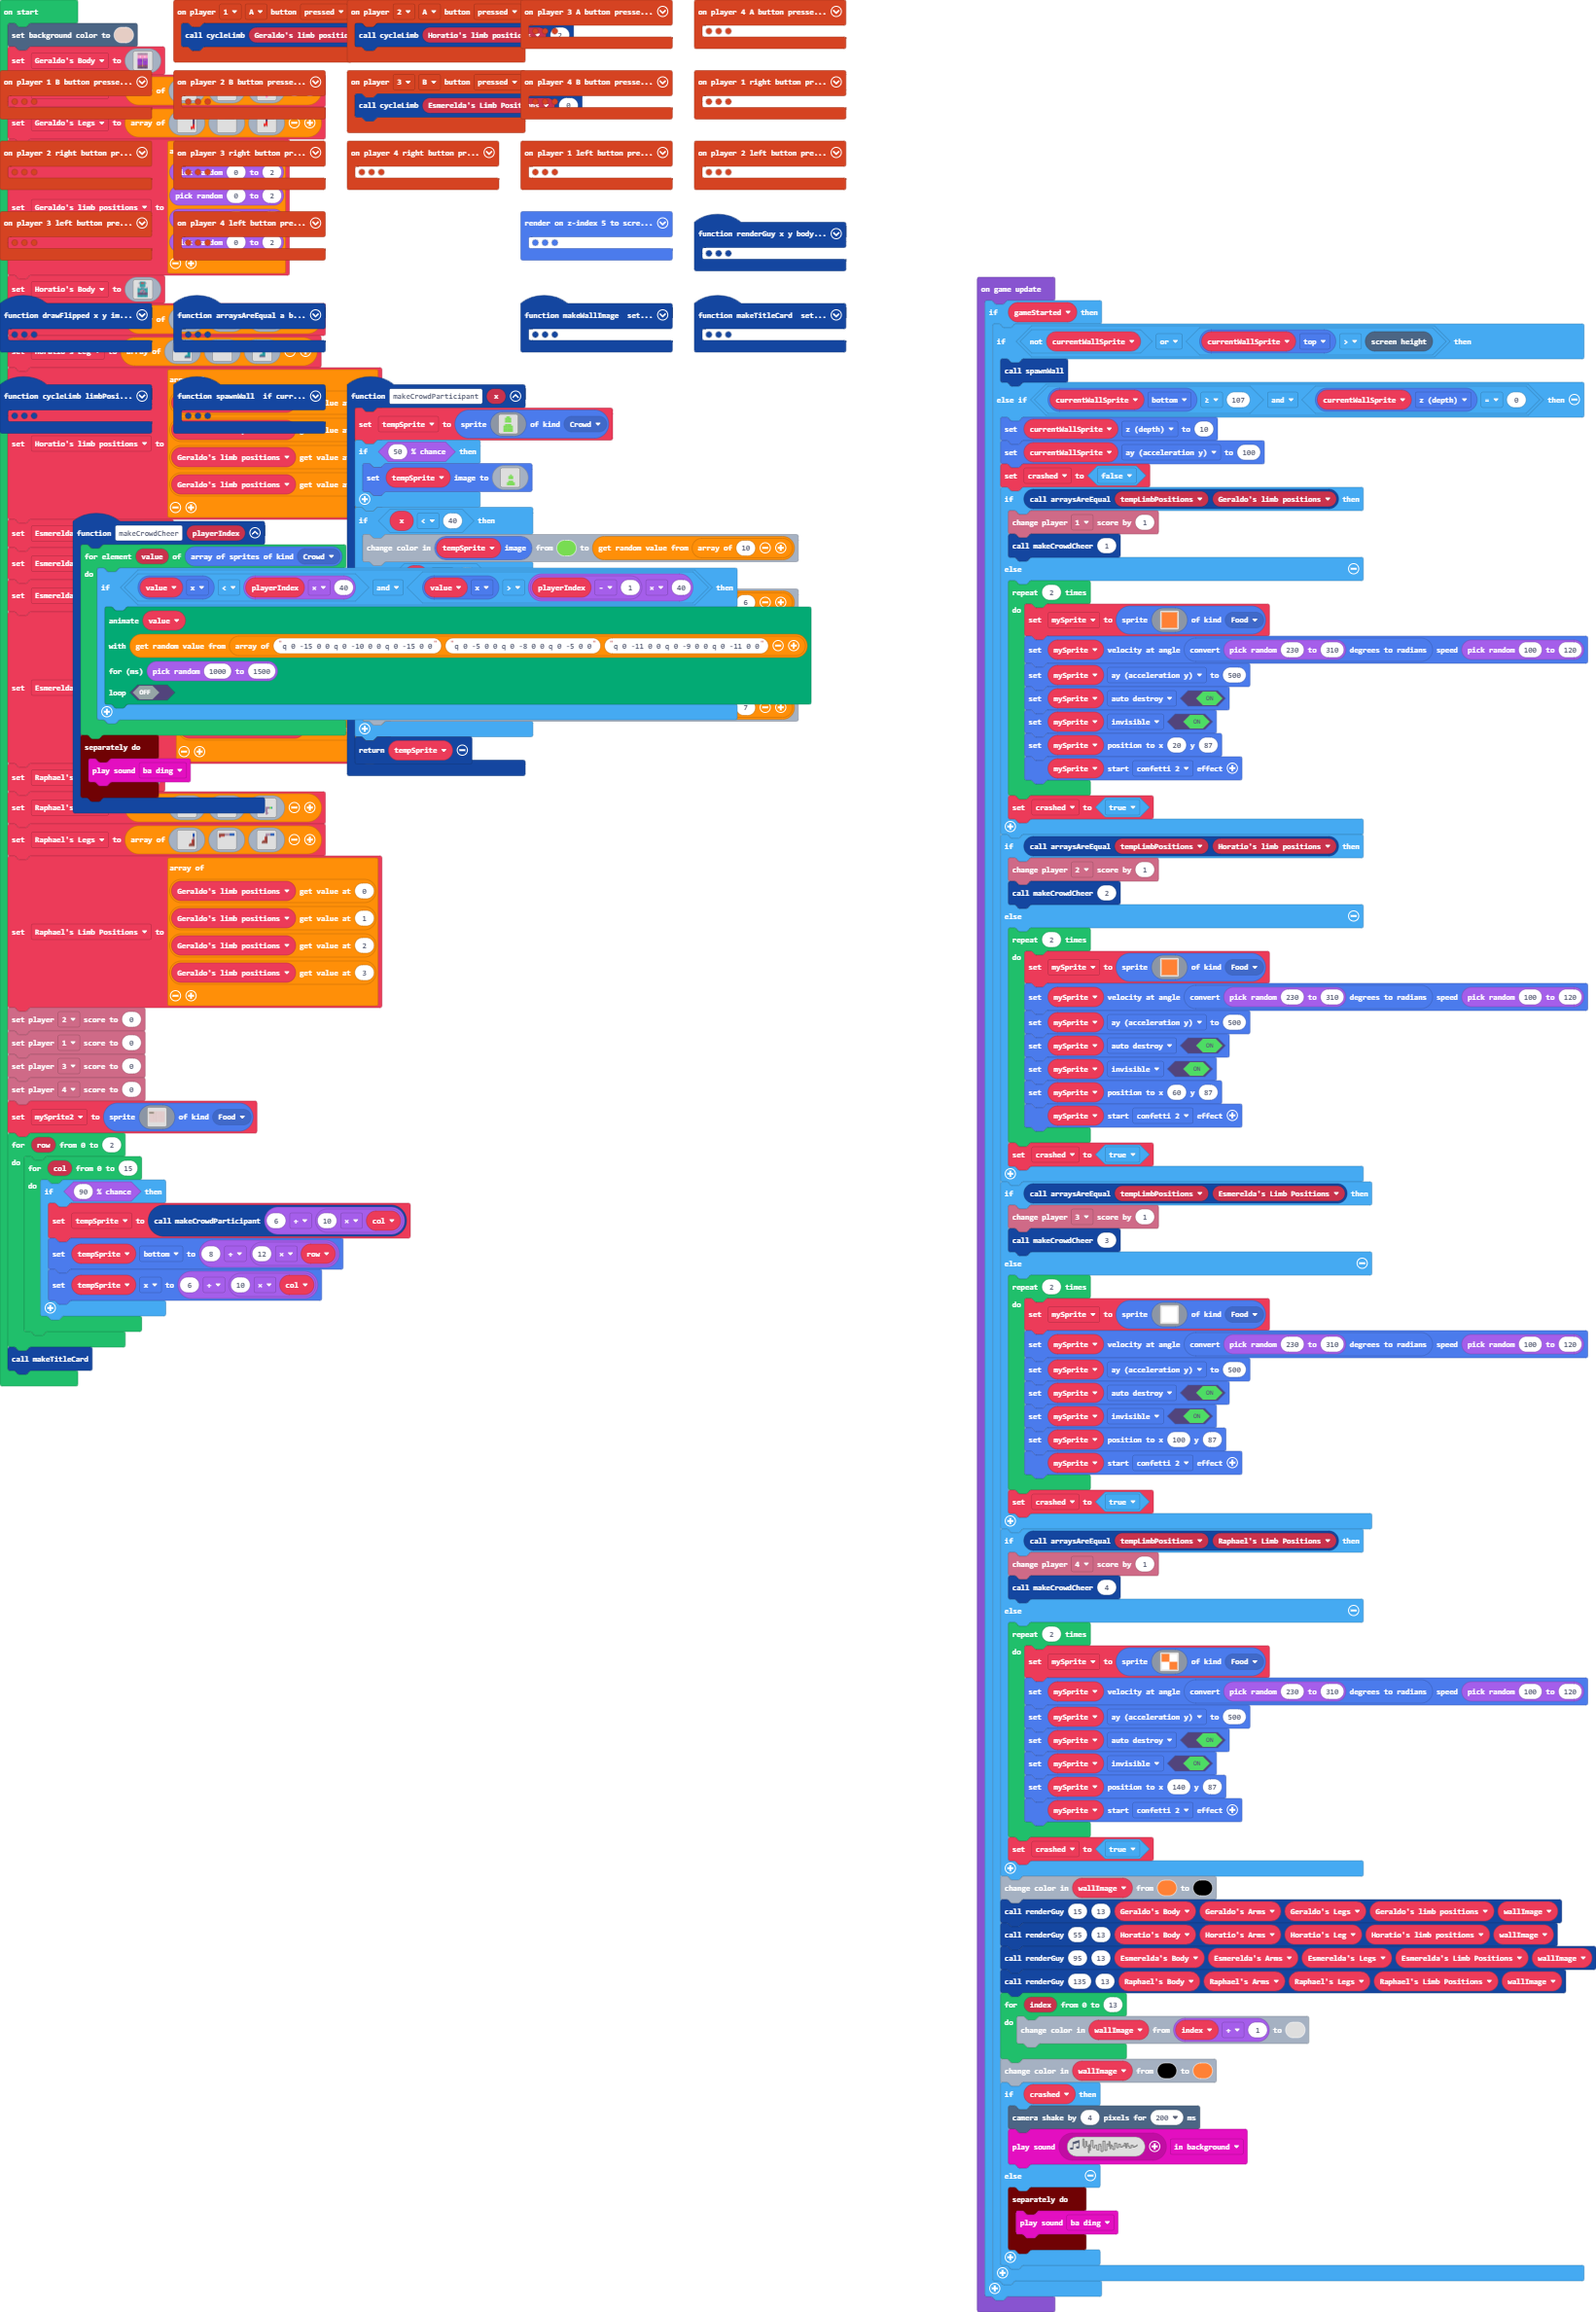 on start
set background color to
set Geraldo's Body to
of
set Geraldo's Legs to array of
pick random 0 to 2
set Geraldo's limb positions to
0 to 2
set Horatio's Body to
of
array of
set Horatio's limb positions to
Geraldo's limb positions get value a
Geraldo's limb positions get value a
set Esmerelda
set Esmerelda
set Esmerelda
set Esmerelda
set Raphael's
set Raphael's
set Raphael's Legs to array of
array of
Geraldo's limb positions get value at 0
Geraldo's limb positions get value at 1
set Raphael's Limb Positions to
Geraldo's limb positions get value at 2
Geraldo's limb positions get value at 3
set player 2 score to 0
set player 1 score to 0
set player 3 score to 0
set player 4 score to 0
set mySprite2 to sprite of kind Food
for row from 0 to 2
do for col from 0 to 15
do if 90 % chance then
set tempSprite to call makeCrowdParticipant 6 + 10 × col
set tempSprite bottom to 8 + 12 × row
set tempSprite x to 6 + 10 × col
call makeTitleCard
on player 1 A button pressed
call cycleLimb Geraldo's limb positic
on player 2 A button pressed
call cycleLimb Horatio's limb positic
on player 3 A button presse...
on player 4 A button presse...
on player 1 B button presse...
on player 2 B button presse...
on player 3 B button pressed
call cycleLimb Esmerelda's Limb Posit
0
on player 4 B button presse...
on player 1 right button pr...
on player 2 right button pr...
on player 3 right button pr...
on player 4 right button pr...
on player 1 left button pre...
on player 2 left button pre...
on player 3 left button pre...
on player 4 left button pre...
render on z-index 5 to scre...
function renderGuy x y body...
function drawFlipped x y im...
function arraysAreEqual a b...
function makeWallImage set...
function makeTitleCard set...
function cycleLimb limbPosi...
function spawnWall if curr...
function makeCrowdParticipant x
set tempSprite to sprite of kind Crowd
if 50 % chance then
set tempSprite image to
if x < 40 then
change color in tempSprite image from to get random value from array of 10
6
7
return tempSprite
function makeCrowdCheer playerIndex
for element value of array of sprites of kind Crowd
do
if value x < playerIndex × 40 and value x > playerIndex - 1 × 40 then
animate value
with get random value from array of "q 0 -15 0 0 q 0 -10 0 0 q 0 -15 0 0" "q 0 -5 0 0 q 0 -8 0 0 q 0 -5 0 0" "q 0 -11 0 0 q 0 -9 0 0 q 0 -11 0 0"
for (ms) pick random 1000 to 1500
loop OFF
separately do
play sound ba ding
on game update
if gameStarted then
if not currentWallSprite or currentWallSprite top > screen height then
call spawnWall
else if currentWallSprite bottom ≥ 107 and currentWallSprite z (depth) = 0 then
set currentWallSprite z (depth) to 10
set currentWallSprite ay (acceleration y) to 100
set crashed to false
if call arraysAreEqual tempLimbPositions Geraldo's limb positions then
change player 1 score by 1
call makeCrowdCheer 1
else
repeat 2 times
do set mySprite to sprite of kind Food
set mySprite velocity at angle convert pick random 230 to 310 degrees to radians speed pick random 100 to 120
set mySprite ay (acceleration y) to 500
set mySprite auto destroy ON
set mySprite invisible ON
set mySprite position to x 20 y 87
mySprite start confetti 2 effect
set crashed to true
if call arraysAreEqual tempLimbPositions Horatio's limb positions then
change player 2 score by 1
call makeCrowdCheer 2
else
repeat 2 times
do set mySprite to sprite of kind Food
set mySprite velocity at angle convert pick random 230 to 310 degrees to radians speed pick random 100 to 120
set mySprite ay (acceleration y) to 500
set mySprite auto destroy ON
set mySprite invisible ON
set mySprite position to x 60 y 87
mySprite start confetti 2 effect
set crashed to true
if call arraysAreEqual tempLimbPositions Esmerelda's Limb Positions then
change player 3 score by 1
call makeCrowdCheer 3
else
repeat 2 times
do set mySprite to sprite of kind Food
set mySprite velocity at angle convert pick random 230 to 310 degrees to radians speed pick random 100 to 120
set mySprite ay (acceleration y) to 500
set mySprite auto destroy ON
set mySprite invisible ON
set mySprite position to x 100 y 87
mySprite start confetti 2 effect
set crashed to true
if call arraysAreEqual tempLimbPositions Raphael's Limb Positions then
change player 4 score by 1
call makeCrowdCheer 4
else
repeat 2 times
do set mySprite to sprite of kind Food
set mySprite velocity at angle convert pick random 230 to 310 degrees to radians speed pick random 100 to 120
set mySprite ay (acceleration y) to 500
set mySprite auto destroy ON
set mySprite invisible ON
set mySprite position to x 140 y 87
mySprite start confetti 2 effect
set crashed to true
change color in wallImage from to
call renderGuy 15 13 Geraldo's Body Geraldo's Arms Geraldo's Legs Geraldo's limb positions wallImage
call renderGuy 55 13 Horatio's Body Horatio's Arms Horatio's Leg Horatio's limb positions wallImage
call renderGuy 95 13 Esmerelda's Body Esmerelda's Arms Esmerelda's Legs Esmerelda's Limb Positions wallImage
call renderGuy 135 13 Raphael's Body Raphael's Arms Raphael's Legs Raphael's Limb Positions wallImage
for index from 0 to 13
do change color in wallImage from index + 1 to
change color in wallImage from to
if crashed then
camera shake by 4 pixels for 200 ms
play sound in background
else
separately do
play sound ba ding